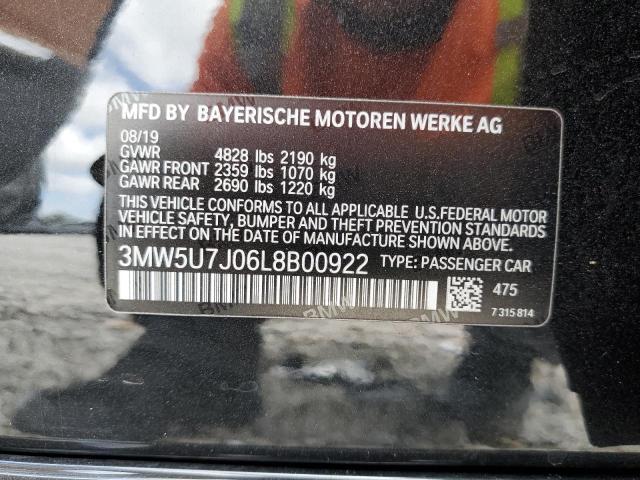 MFD BY BAYERISCHE MOTOREN WERKE AG
08/19
GVWR 4828 lbs 2190 kg
GAWR FRONT 2359 lbs 1070 kg
GAWR REAR 2690 lbs 1220 kg
THIS VEHICLE CONFORMS TO ALL APPLICABLE U.S.FEDERAL MOTOR
VEHICLE SAFETY, BUMPER AND THEFT PREVENTION STANDARDS
IN EFFECT ON THE DATE OF MANUFACTURE SHOWN ABOVE.
3MW5U7J06L8B00922 TYPE: PASSENGER CAR
475
7 315 814